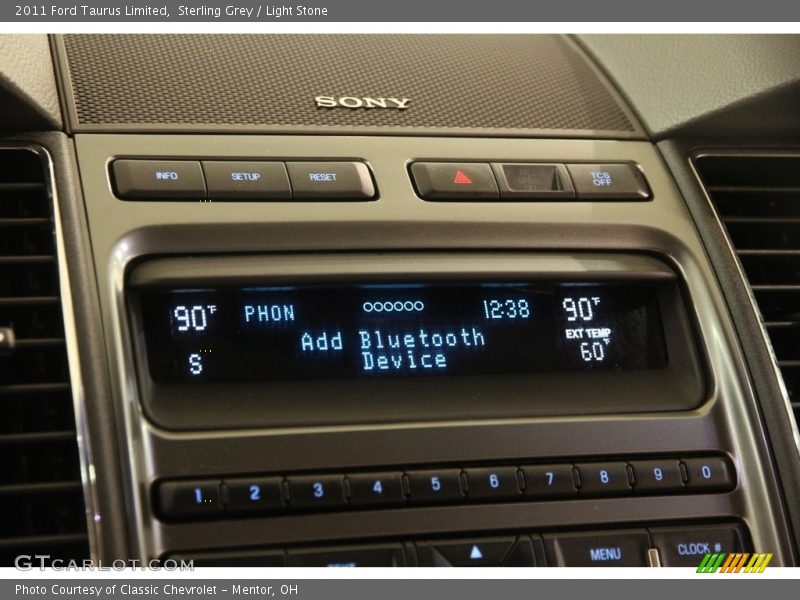 2011 Ford Taurus Limited,  Sterling Grey / Light Stone
SONY
INFO SETUP RESET TCS OFF
90°F PHON 12:38 90°F
Add Bluetooth
Device
EXT TEMP
S 60°F
1 2 3 4 5 6 7 8 9 0
MENU CLOCK #
GTCARLOT.COM
Photo Courtesy of Classic Chevrolet – Mentor, OH